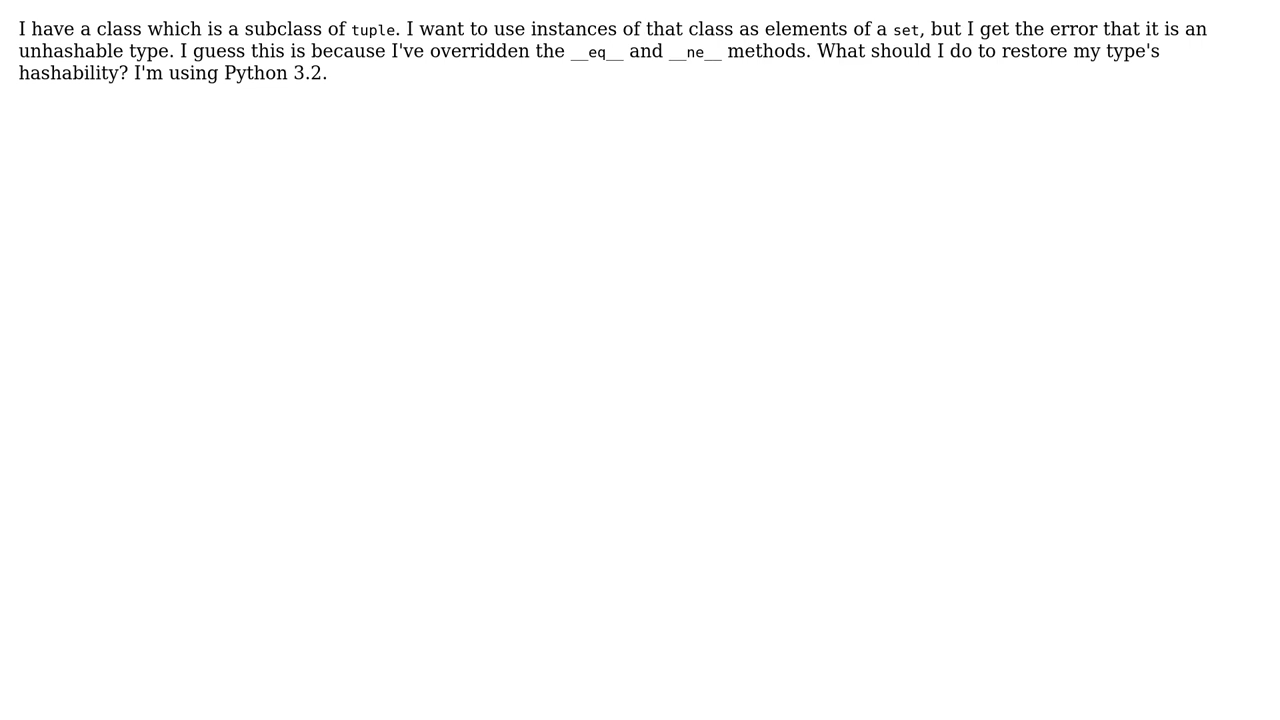 I have a class which is a subclass of tuple. I want to use instances of that class as elements of a set, but I get the error that it is an
unhashable type. I guess this is because I've overridden the __eq__ and __ne__ methods. What should I do to restore my type's
hashability? I'm using Python 3.2.